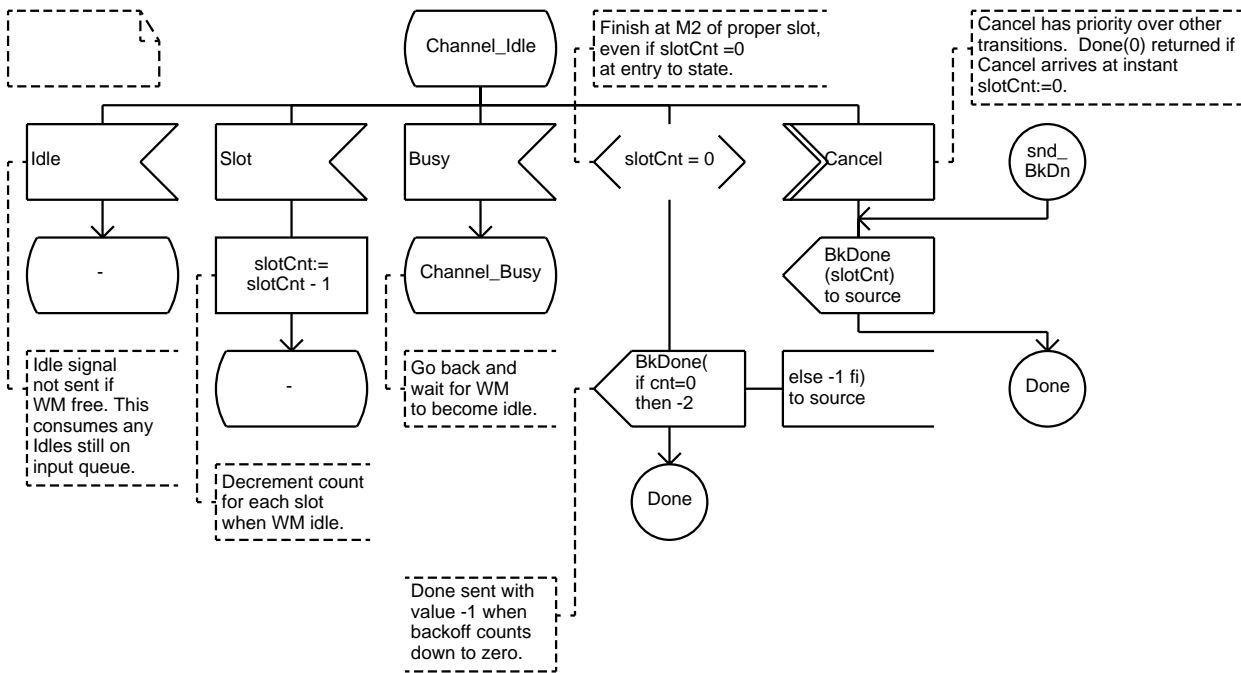 Channel_Idle
Finish at M2 of proper slot,
even if slotCnt =0
at entry to state.
Cancel has priority over other
transitions.  Done(0) returned if
Cancel arrives at instant
slotCnt:=0.
Idle
Slot
Busy
slotCnt = 0
Cancel
snd_
BkDn
-
slotCnt:=
slotCnt - 1
Channel_Busy
BkDone
(slotCnt)
to source
Idle signal
not sent if
WM free. This
consumes any
Idles still on
input queue.
-
Go back and
wait for WM
to become idle.
BkDone(
if cnt=0
then -2
else -1 fi)
to source
Done
Decrement count
for each slot
when WM idle.
Done
Done sent with
value -1 when
backoff counts
down to zero.